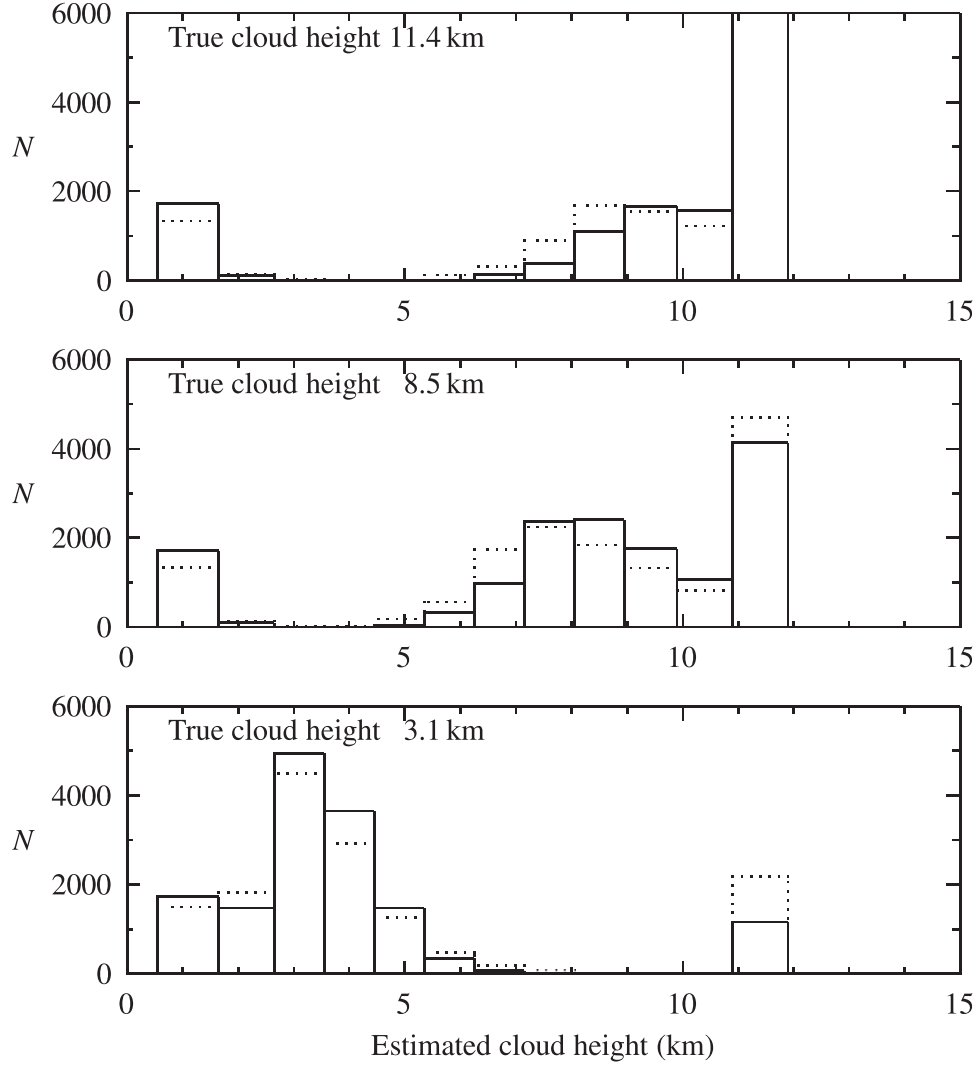 6000
True cloud height 11.4 km
4000
N
2000
0
0 5 10 15
6000
True cloud height 8.5 km
4000
N
2000
0
0 5 10 15
6000
True cloud height 3.1 km
4000
N
2000
0
0 5 10 15
Estimated cloud height (km)